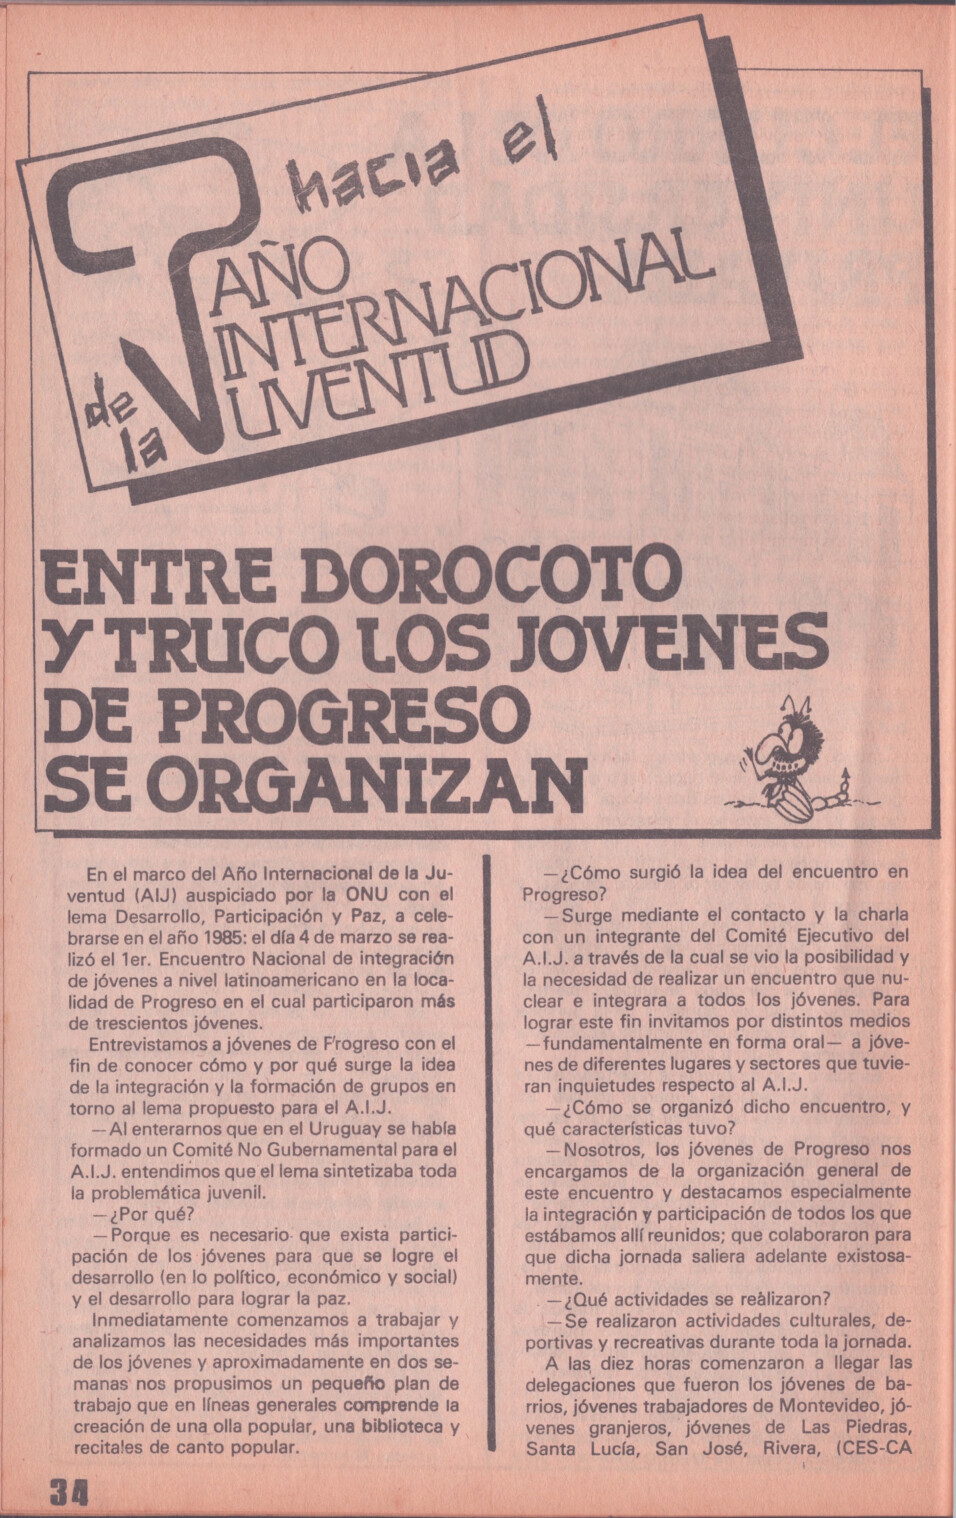 hacia el
AÑO
INTERNACIONAL
de la
JUVENTUD
ENTRE BOROCOTO
Y TRUCO LOS JOVENES
DE PROGRESO
SE ORGANIZAN
En el marco del Año Internacional de la Ju-
ventud (AIJ) auspiciado por la ONU con el
lema Desarrollo, Participación y Paz, a cele-
brarse en el año 1985: el día 4 de marzo se rea-
lizó el 1er. Encuentro Nacional de integración
de jóvenes a nivel latinoamericano en la loca-
lidad de Progreso en el cual participaron más
de trescientos jóvenes.
Entrevistamos a jóvenes de Progreso con el
fin de conocer cómo y por qué surge la idea
de la integración y la formación de grupos en
torno al lema propuesto para el A.I.J.
—Al enterarnos que en el Uruguay se había
formado un Comité No Gubernamental para el
A.I.J. entendimos que el lema sintetizaba toda
la problemática juvenil.
—¿Por qué?
—Porque es necesario que exista partici-
pación de los jóvenes para que se logre el
desarrollo (en lo político, económico y social)
y el desarrollo para lograr la paz.
Inmediatamente comenzamos a trabajar y
analizamos las necesidades más importantes
de los jóvenes y aproximadamente en dos se-
manas nos propusimos un pequeño plan de
trabajo que en líneas generales comprende la
creación de una olla popular, una biblioteca y
recitales de canto popular.
—¿Cómo surgió la idea del encuentro en
Progreso?
—Surge mediante el contacto y la charla
con un integrante del Comité Ejecutivo del
A.I.J. a través de la cual se vio la posibilidad y
la necesidad de realizar un encuentro que nu-
clear e integrara a todos los jóvenes. Para
lograr este fin invitamos por distintos medios
—fundamentalmente en forma oral— a jóve-
nes de diferentes lugares y sectores que tuvie-
ran inquietudes respecto al A.I.J.
—¿Cómo se organizó dicho encuentro, y
qué características tuvo?
—Nosotros, los jóvenes de Progreso nos
encargamos de la organización general de
este encuentro y destacamos especialmente
la integración y participación de todos los que
estábamos allí reunidos; que colaboraron para
que dicha jornada saliera adelante existosa-
mente.
—¿Qué actividades se realizaron?
—Se realizaron actividades culturales, de-
portivas y recreativas durante toda la jornada.
A las diez horas comenzaron a llegar las
delegaciones que fueron los jóvenes de ba-
rrios, jóvenes trabajadores de Montevideo, jó-
venes granjeros, jóvenes de Las Piedras,
Santa Lucía, San José, Rivera, (CES-CA
34